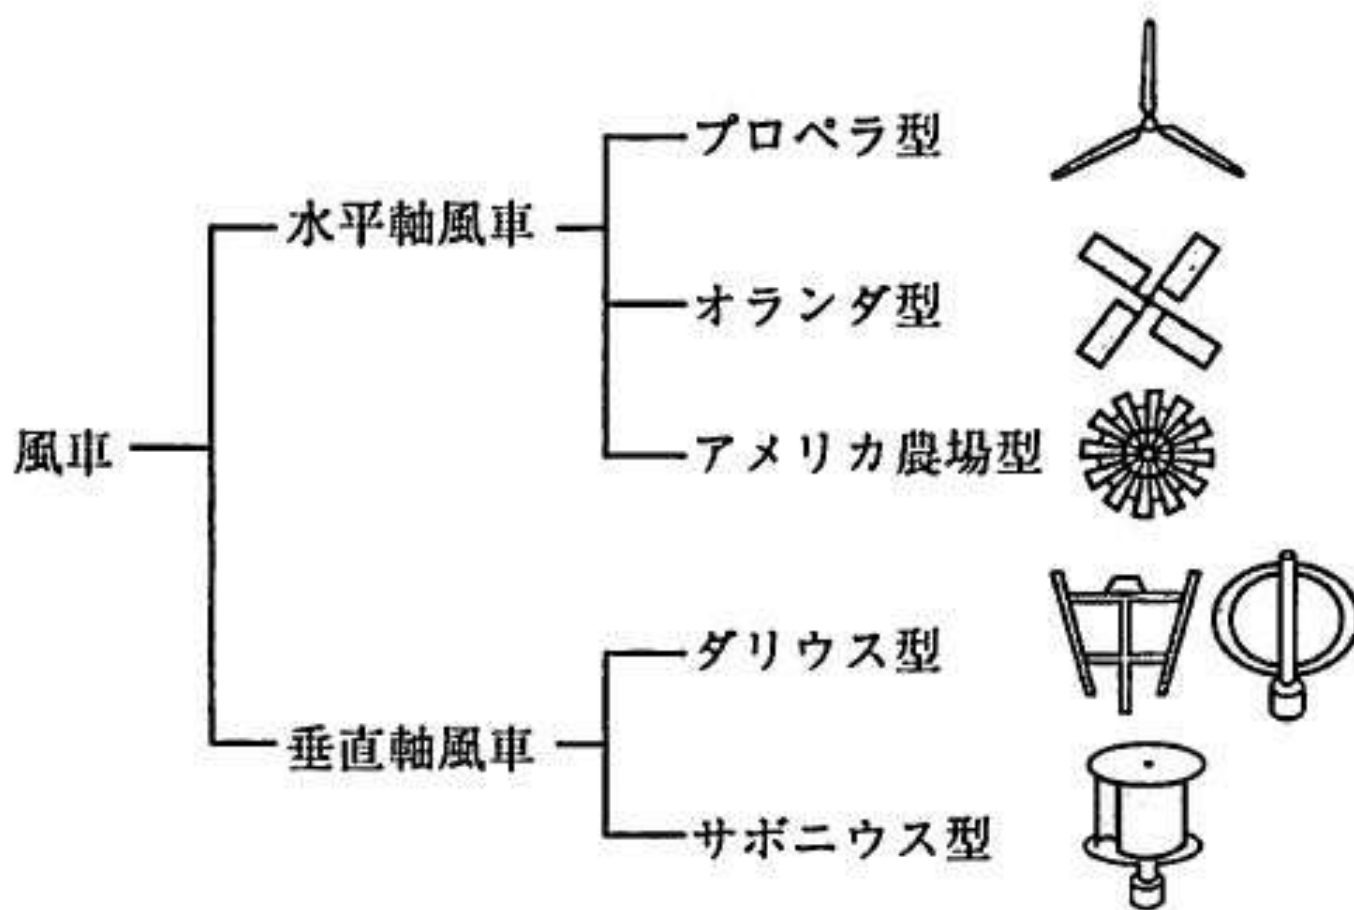 プロペラ型
水平軸風車
オランダ型
風車
アメリカ農場型
ダリウス型
垂直軸風車
サボニウス型